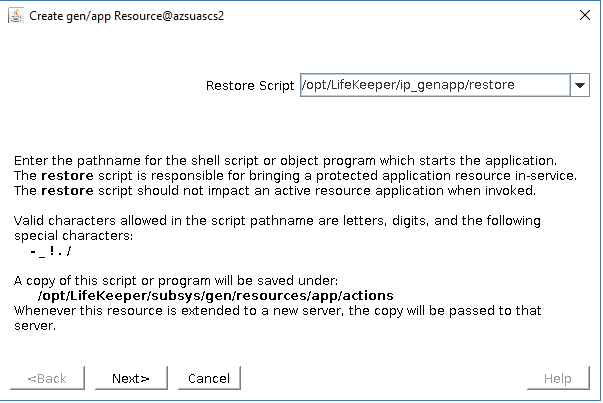 Create gen/app Resource@azsuascs2
Restore Script /opt/LifeKeeper/ip_genapp/restore
Enter the pathname for the shell script or object program which starts the application.
The restore script is responsible for bringing a protected application resource in-service.
The restore script should not impact an active resource application when invoked.
Valid characters allowed in the script pathname are letters, digits, and the following
special characters:
- _ ! . /
A copy of this script or program will be saved under:
/opt/LifeKeeper/subsys/gen/resources/app/actions
Whenever this resource is extended to a new server, the copy will be passed to that
server.
<Back Next> Cancel Help